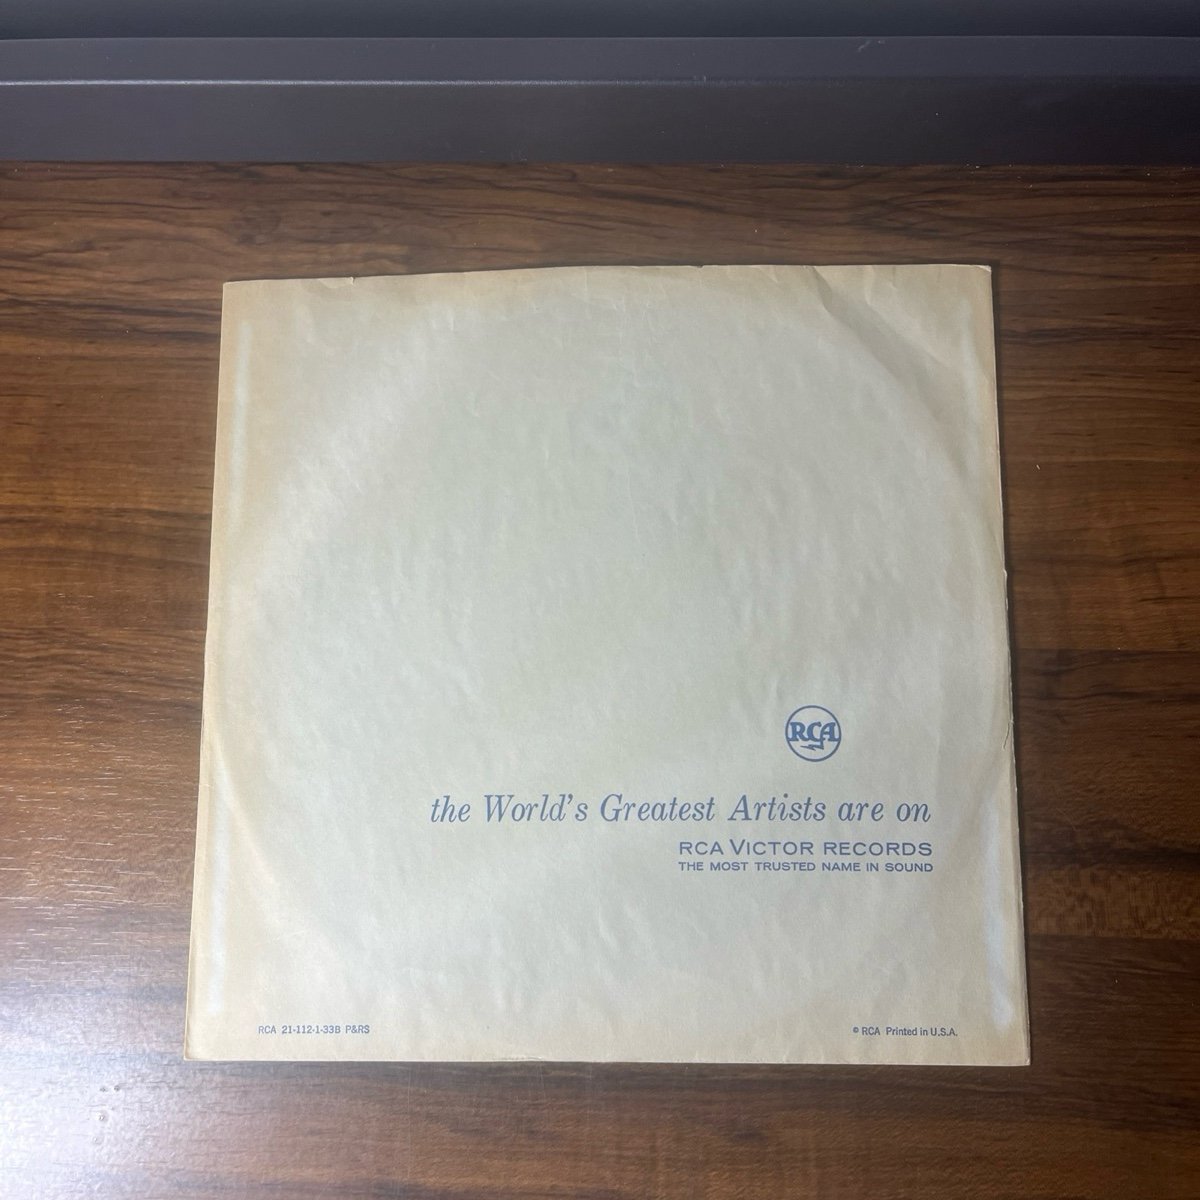 RCA
the World's Greatest Artists are on
RCA VICTOR RECORDS
THE MOST TRUSTED NAME IN SOUND
RCA 21-112-1-33B P&RS
© RCA Printed in U.S.A.